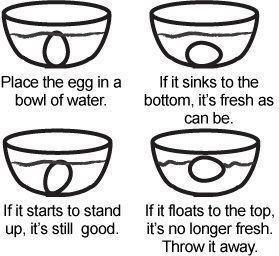 Place the egg in a
bowl of water.
If it sinks to the
bottom, it's fresh as
can be.
If it starts to stand
up, it's still good.
If it floats to the top,
it's no longer fresh.
Throw it away.